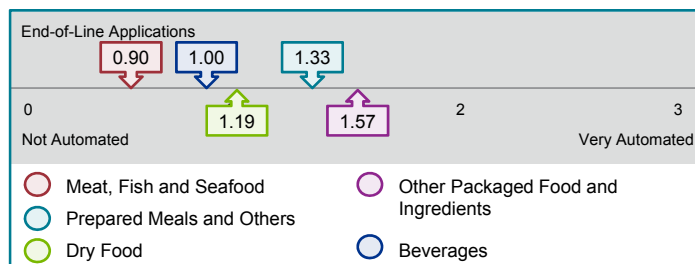 End-of-Line Applications
0.90 1.00 1.33
0 1.19 1.57 2 3
Not Automated Very Automated
Meat, Fish and Seafood
Prepared Meals and Others
Dry Food
Other Packaged Food and
Ingredients
Beverages